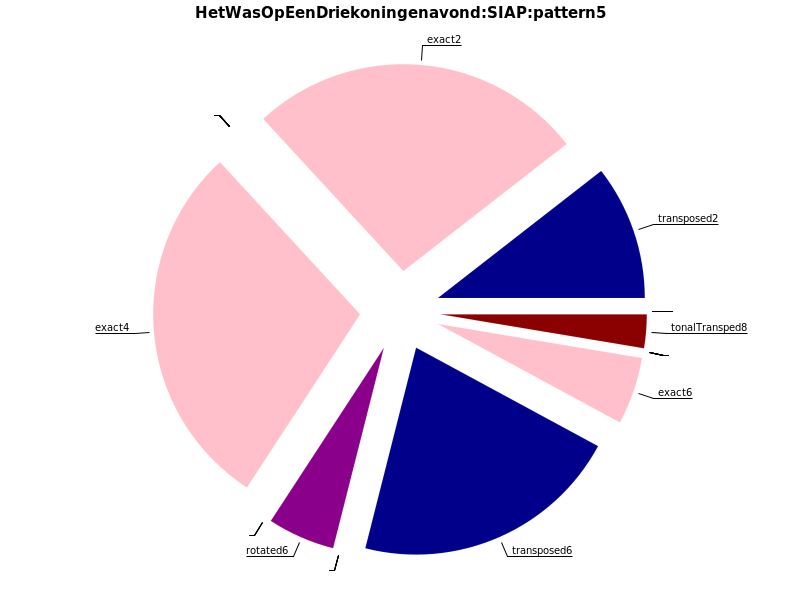 HetWasOpEenDriekoningenavond:SIAP:pattern5
exact2
transposed2
tonalTransped8
exact4
exact6
rotated6
transposed6